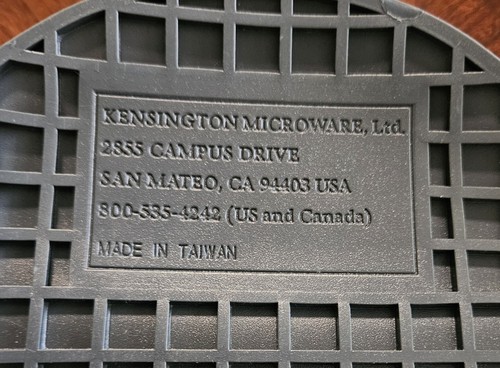 KENSINGTON MICROWARE, Ltd.
2855 CAMPUS DRIVE
SAN MATEO, CA 94403 USA
800-535-4242 (US and Canada)
MADE IN TAIWAN